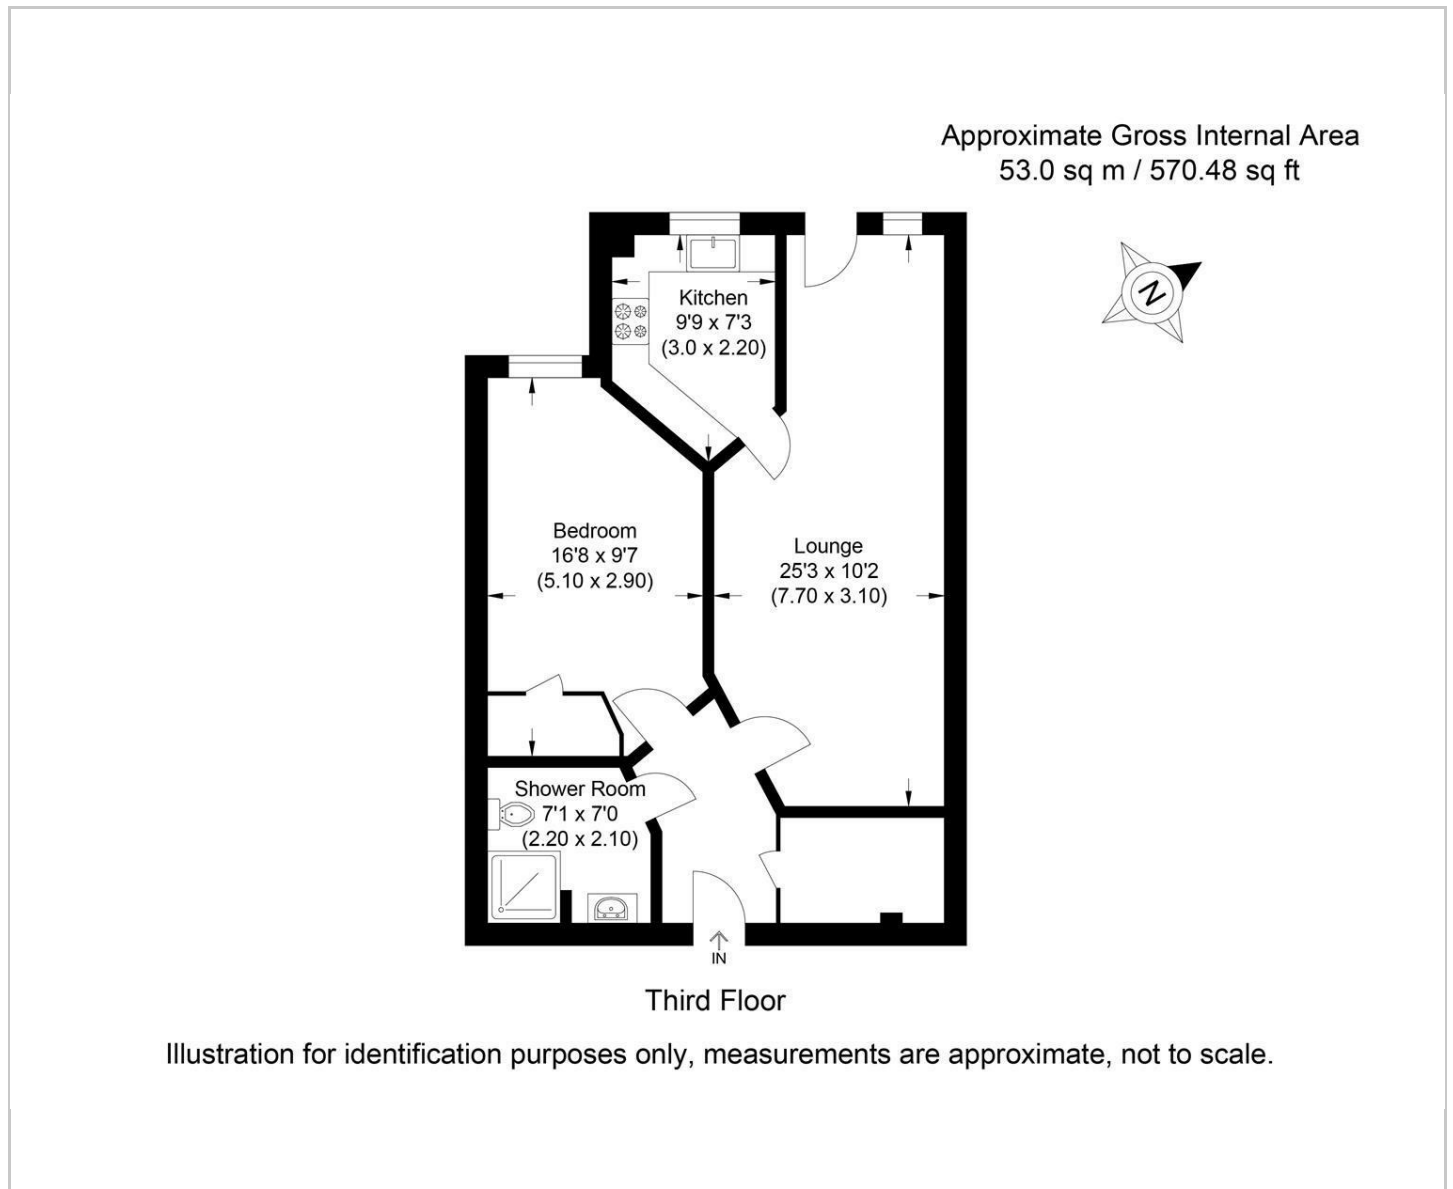 Approximate Gross Internal Area
53.0 sq m / 570.48 sq ft
N
Kitchen
9'9 x 7'3
(3.0 x 2.20)
Bedroom
16'8 x 9'7
(5.10 x 2.90)
Lounge
25'3 x 10'2
(7.70 x 3.10)
Shower Room
7'1 x 7'0
(2.20 x 2.10)
IN
Third Floor
Illustration for identification purposes only, measurements are approximate, not to scale.